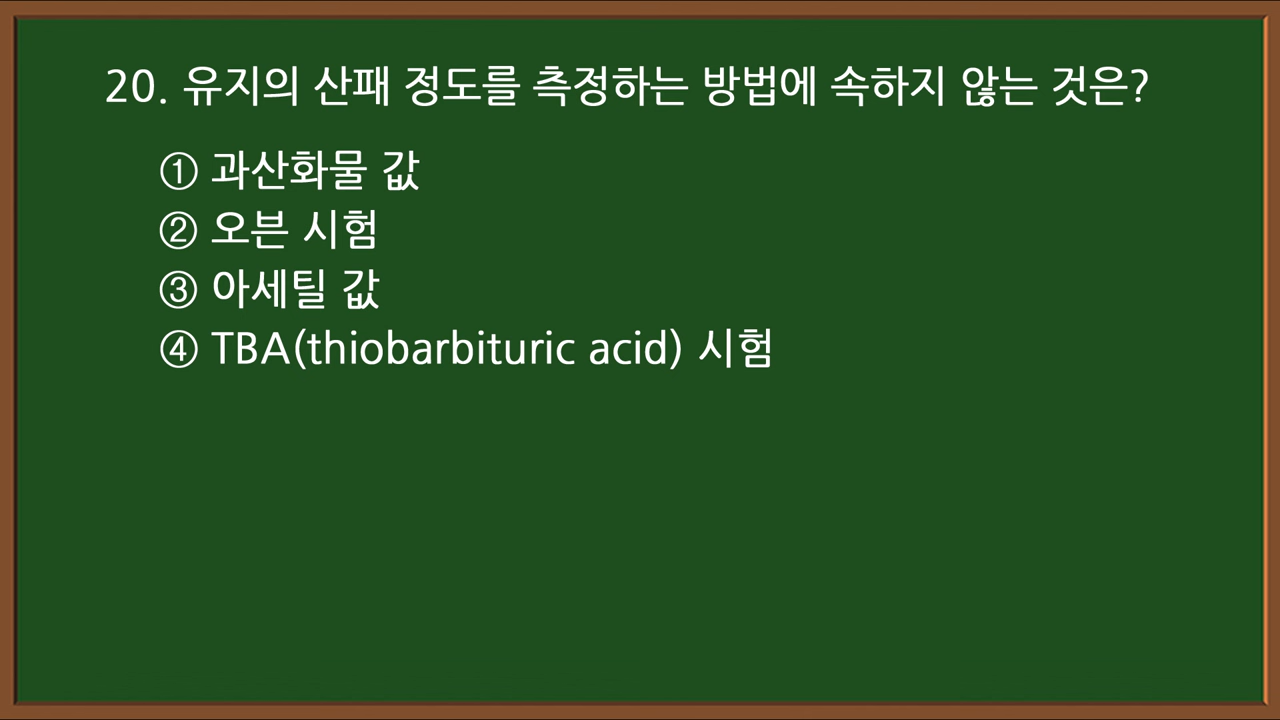 20. 유지의 산패 정도를 측정하는 방법에 속하지 않는 것은?
① 과산화물 값
② 오븐 시험
③ 아세틸 값
④ TBA(thiobarbituric acid) 시험